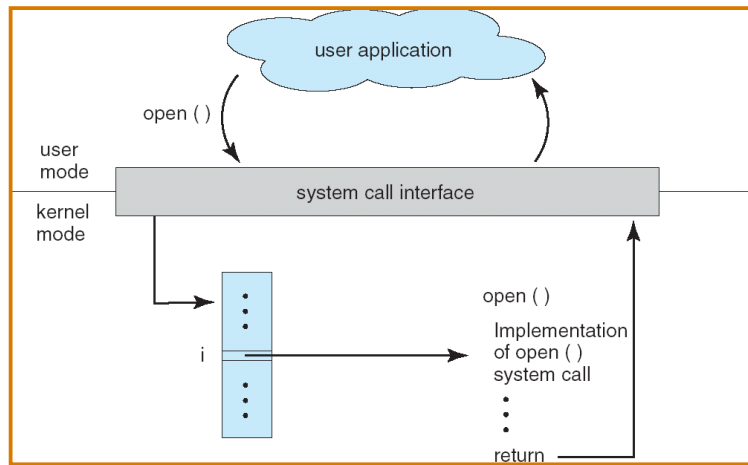 user application
open ( )
user
mode
system call interface
kernel
mode
open ( )
i
Implementation
of open ( )
system call
return